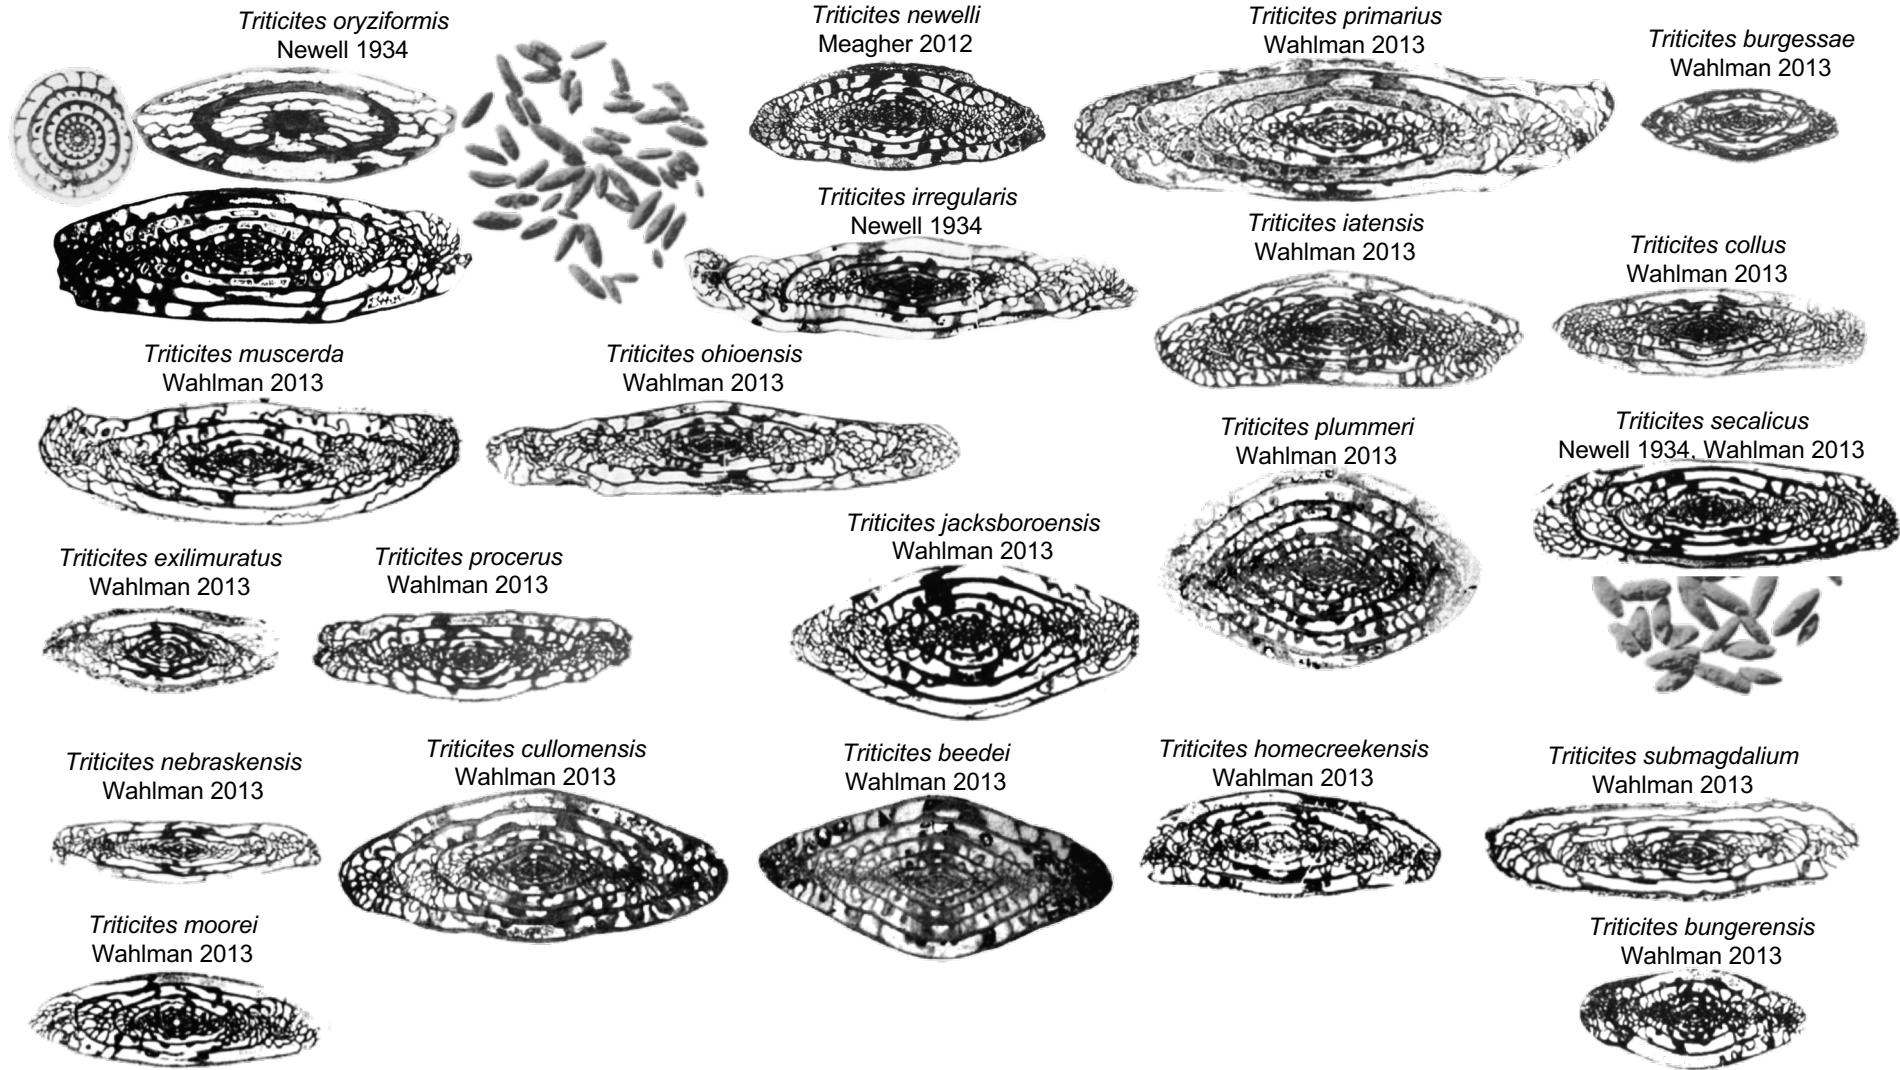 Triticites oryziformis
Newell 1934
Triticites newelli
Meagher 2012
Triticites primarius
Wahlman 2013
Triticites burgessae
Wahlman 2013
Triticites irregularis
Newell 1934
Triticites iatensis
Wahlman 2013
Triticites collus
Wahlman 2013
Triticites muscerda
Wahlman 2013
Triticites ohioensis
Wahlman 2013
Triticites plummeri
Wahlman 2013
Triticites secalicus
Newell 1934, Wahlman 2013
Triticites jacksboroensis
Wahlman 2013
Triticites exilimuratus
Wahlman 2013
Triticites procerus
Wahlman 2013
Triticites nebraskensis
Wahlman 2013
Triticites cullomensis
Wahlman 2013
Triticites beedei
Wahlman 2013
Triticites homecreekensis
Wahlman 2013
Triticites submagdalium
Wahlman 2013
Triticites moorei
Wahlman 2013
Triticites bungerensis
Wahlman 2013